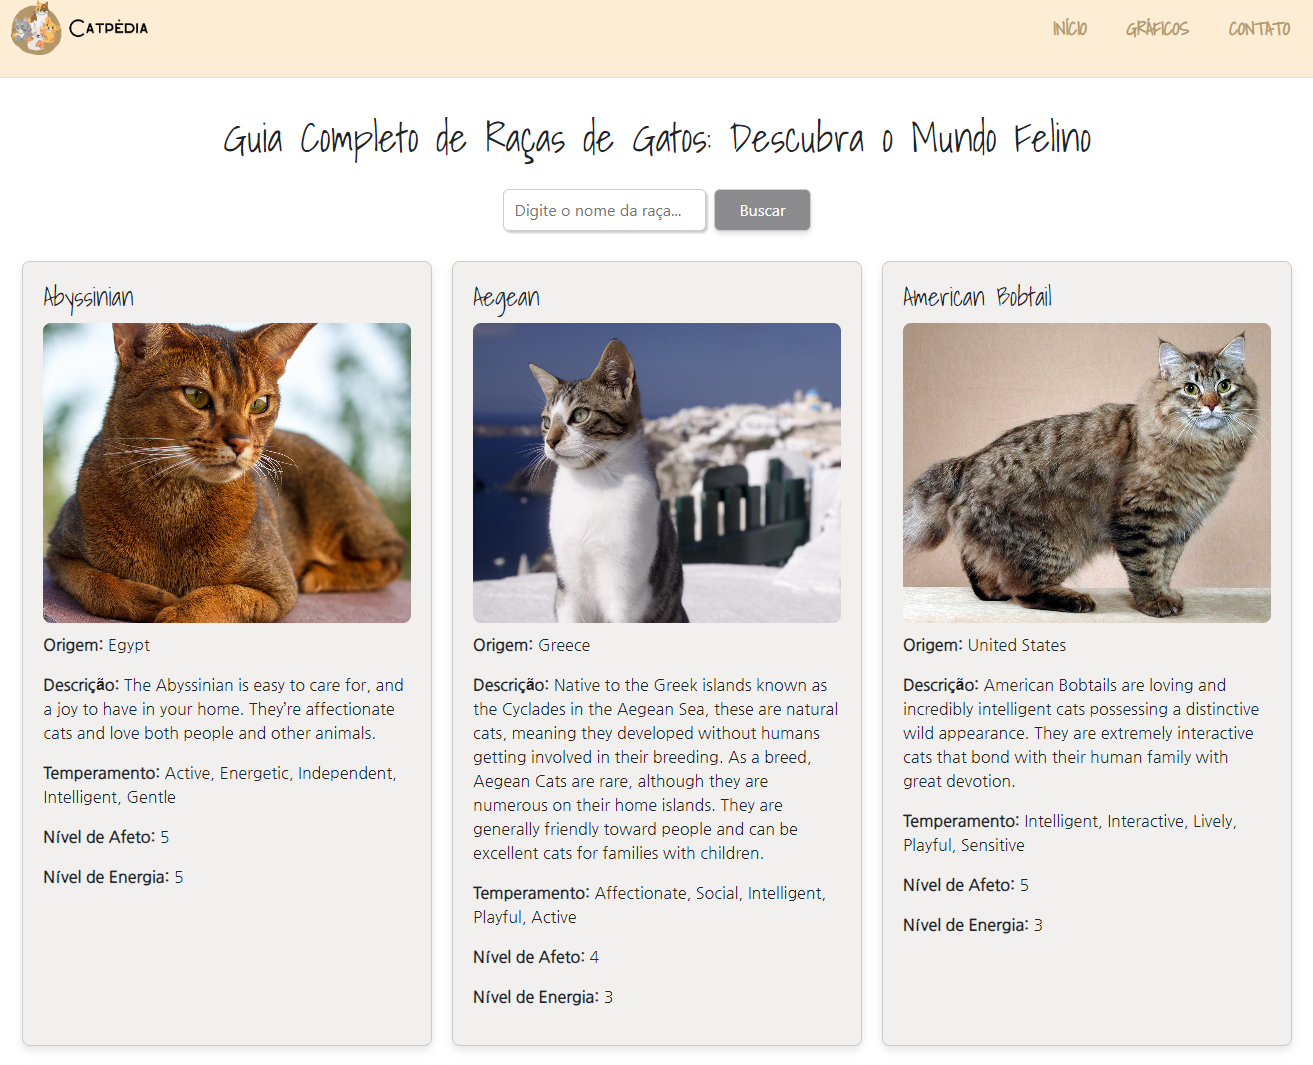 Catpédia
INÍCIO
GRÁFICOS
CONTATO
Guia Completo de Raças de Gatos: Descubra o Mundo Felino
Digite o nome da raça...
Buscar
Abyssinian
Origem: Egypt
Descrição: The Abyssinian is easy to care for, and
a joy to have in your home. They’re affectionate
cats and love both people and other animals.
Temperamento: Active, Energetic, Independent,
Intelligent, Gentle
Nível de Afeto: 5
Nível de Energia: 5
Aegean
Origem: Greece
Descrição: Native to the Greek islands known as
the Cyclades in the Aegean Sea, these are natural
cats, meaning they developed without humans
getting involved in their breeding. As a breed,
Aegean Cats are rare, although they are
numerous on their home islands. They are
generally friendly toward people and can be
excellent cats for families with children.
Temperamento: Affectionate, Social, Intelligent,
Playful, Active
Nível de Afeto: 4
Nível de Energia: 3
American Bobtail
Origem: United States
Descrição: American Bobtails are loving and
incredibly intelligent cats possessing a distinctive
wild appearance. They are extremely interactive
cats that bond with their human family with
great devotion.
Temperamento: Intelligent, Interactive, Lively,
Playful, Sensitive
Nível de Afeto: 5
Nível de Energia: 3